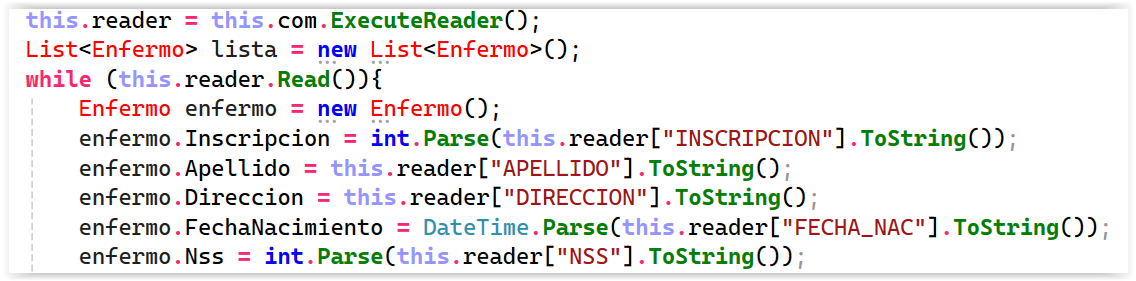 this.reader = this.com.ExecuteReader();
List<Enfermo> lista = new List<Enfermo>();
while (this.reader.Read()){
    Enfermo enfermo = new Enfermo();
    enfermo.Inscripcion = int.Parse(this.reader["INSCRIPCION"].ToString());
    enfermo.Apellido = this.reader["APELLIDO"].ToString();
    enfermo.Direccion = this.reader["DIRECCION"].ToString();
    enfermo.FechaNacimiento = DateTime.Parse(this.reader["FECHA_NAC"].ToString());
    enfermo.Nss = int.Parse(this.reader["NSS"].ToString());